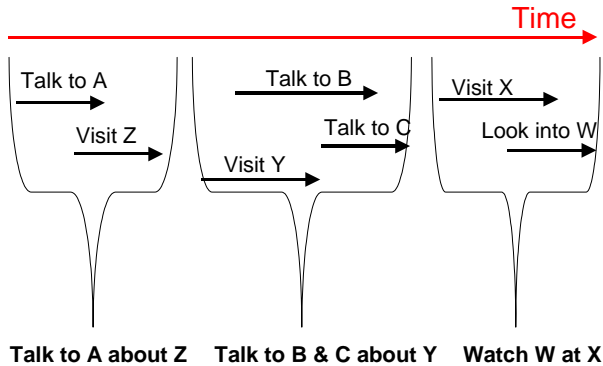 Time
Talk to A
Talk to B
Visit X
Visit Z
Talk to C
Look into W
Visit Y
Talk to A about Z
Talk to B & C about Y
Watch W at X